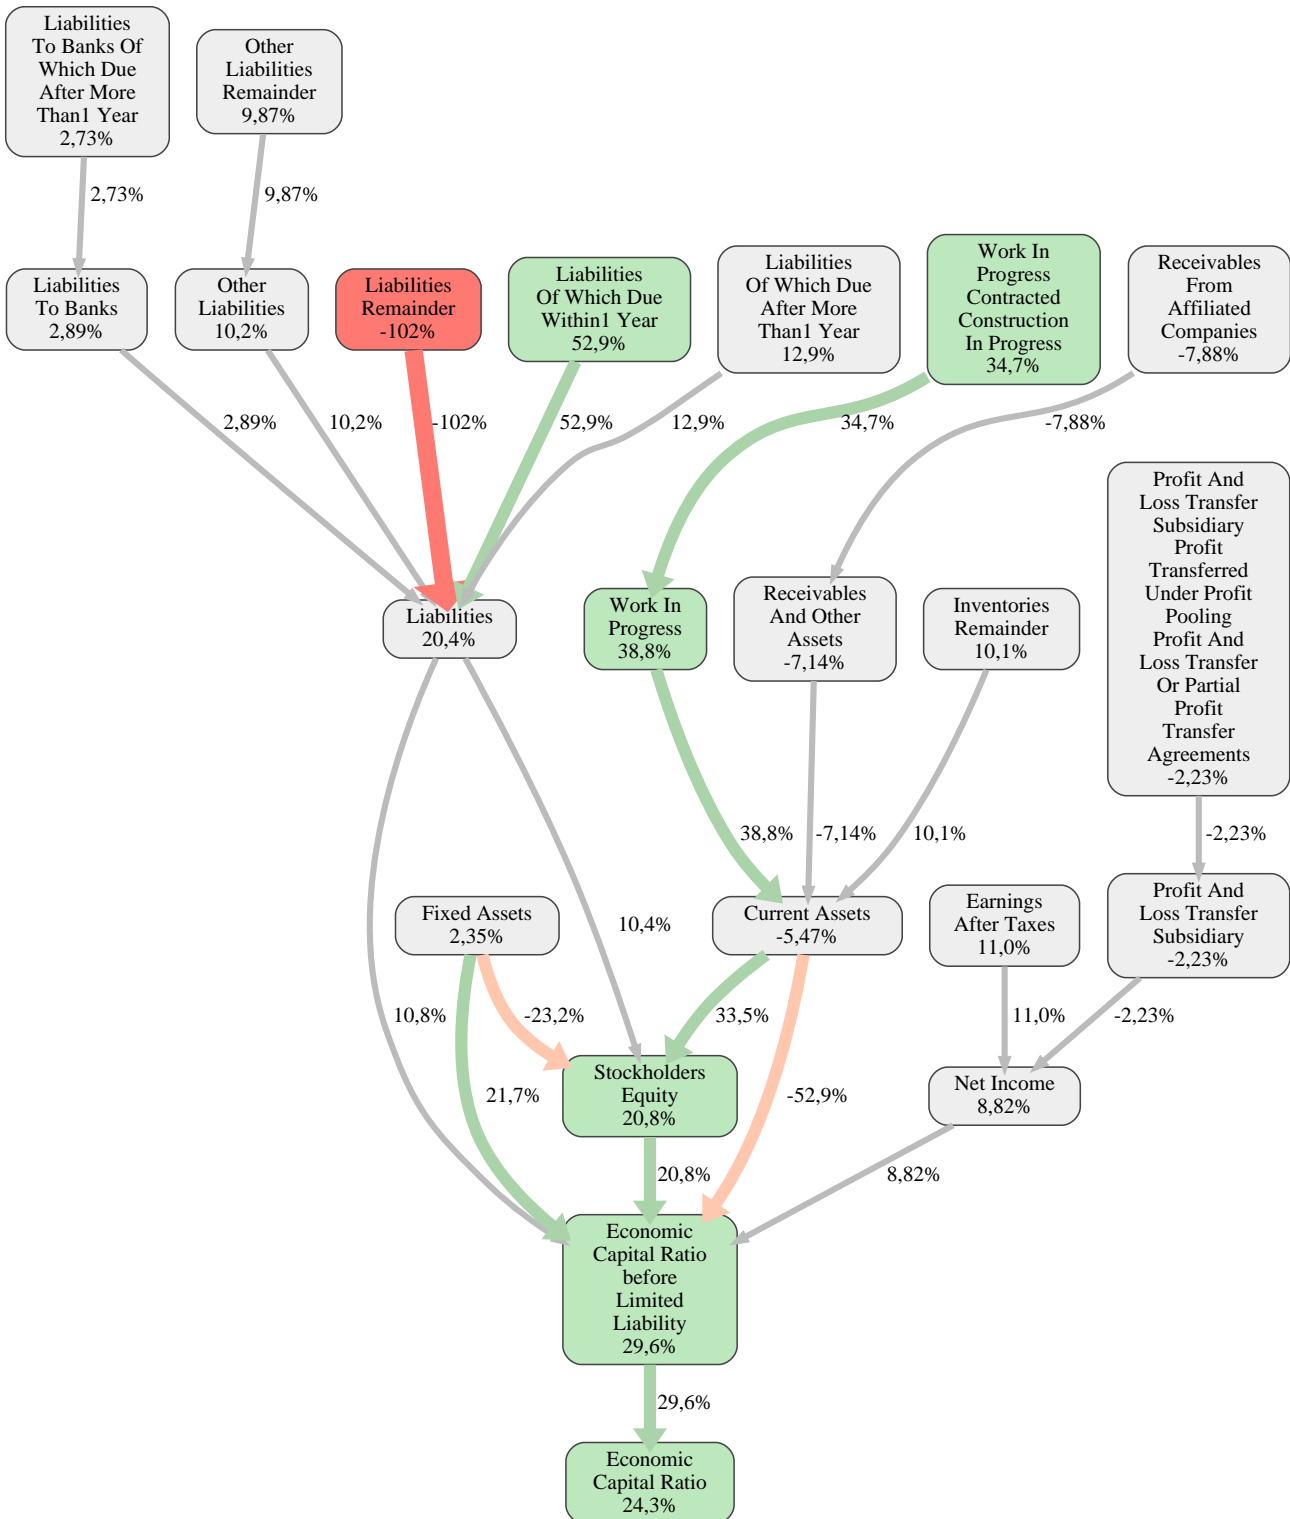 Liabilities
To Banks Of
Which Due
After More
Than1 Year
2,73%
Other
Liabilities
Remainder
9,87%
2,73%
9,87%
Liabilities
To Banks
2,89%
Other
Liabilities
10,2%
Liabilities
Remainder
-102%
Liabilities
Of Which Due
Within1 Year
52,9%
Liabilities
Of Which Due
After More
Than1 Year
12,9%
Work In
Progress
Contracted
Construction
In Progress
34,7%
Receivables
From
Affiliated
Companies
-7,88%
2,89%
10,2%
-102%
52,9%
12,9%
34,7%
-7,88%
Profit And
Loss Transfer
Subsidiary
Profit
Transferred
Under Profit
Pooling
Profit And
Loss Transfer
Or Partial
Profit
Transfer
Agreements
-2,23%
Liabilities
20,4%
Work In
Progress
38,8%
Receivables
And Other
Assets
-7,14%
Inventories
Remainder
10,1%
38,8%
-7,14%
10,1%
-2,23%
Fixed Assets
2,35%
10,4%
Current Assets
-5,47%
Earnings
After Taxes
11,0%
Profit And
Loss Transfer
Subsidiary
-2,23%
10,8%
-23,2%
33,5%
11,0%
-2,23%
21,7%
Stockholders
Equity
20,8%
-52,9%
Net Income
8,82%
20,8%
8,82%
Economic
Capital Ratio
before
Limited
Liability
29,6%
29,6%
Economic
Capital Ratio
24,3%